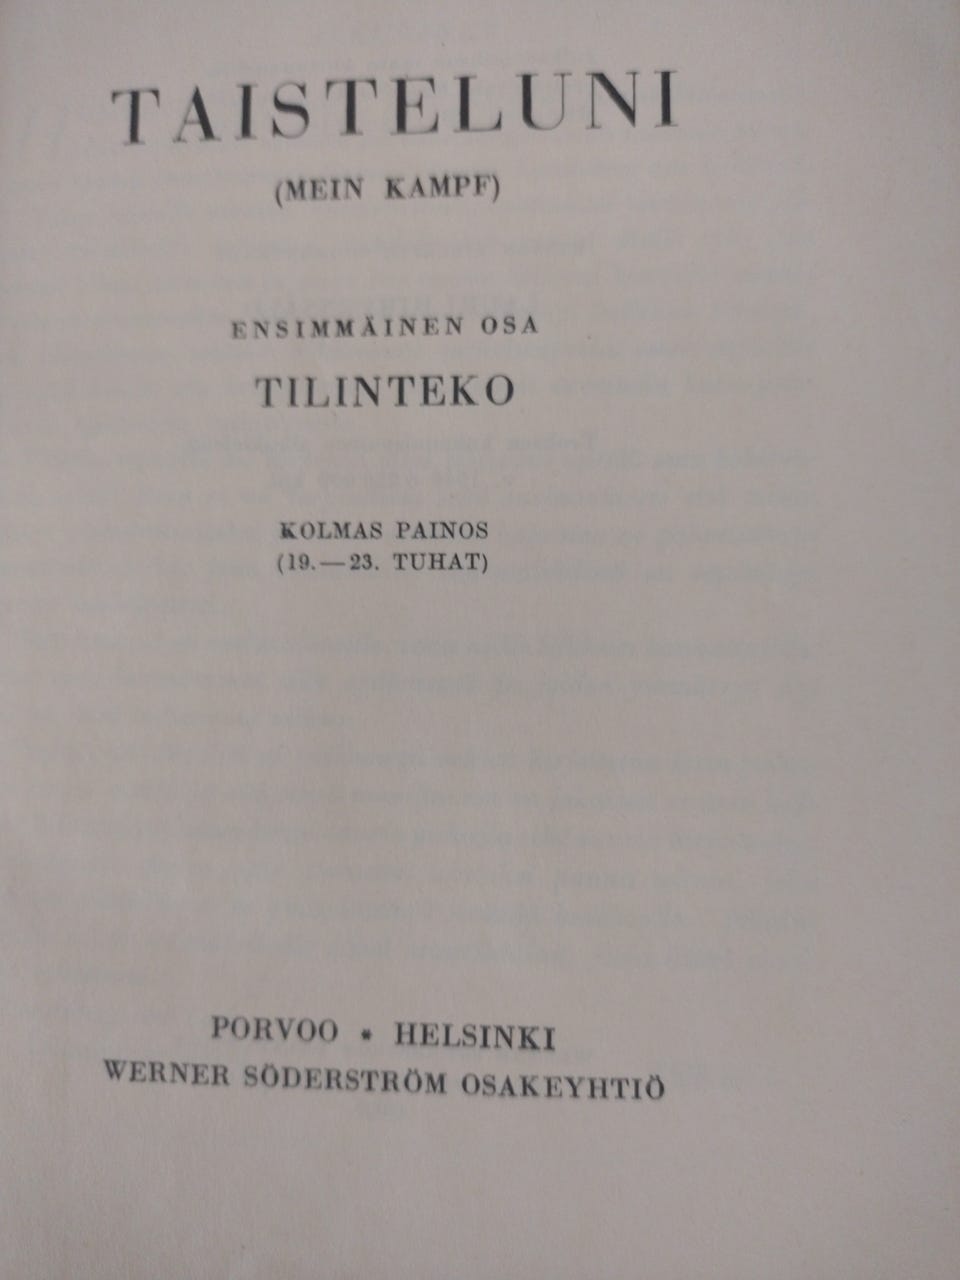 TAISTELUNI
(MEIN KAMPF)
ENSIMMÄINEN OSA
TILINTEKO
KOLMAS PAINOS
(19.—23. TUHAT)
PORVOO * HELSINKI
WERNER SÖDERSTRÖM OSAKEYHTIÖ